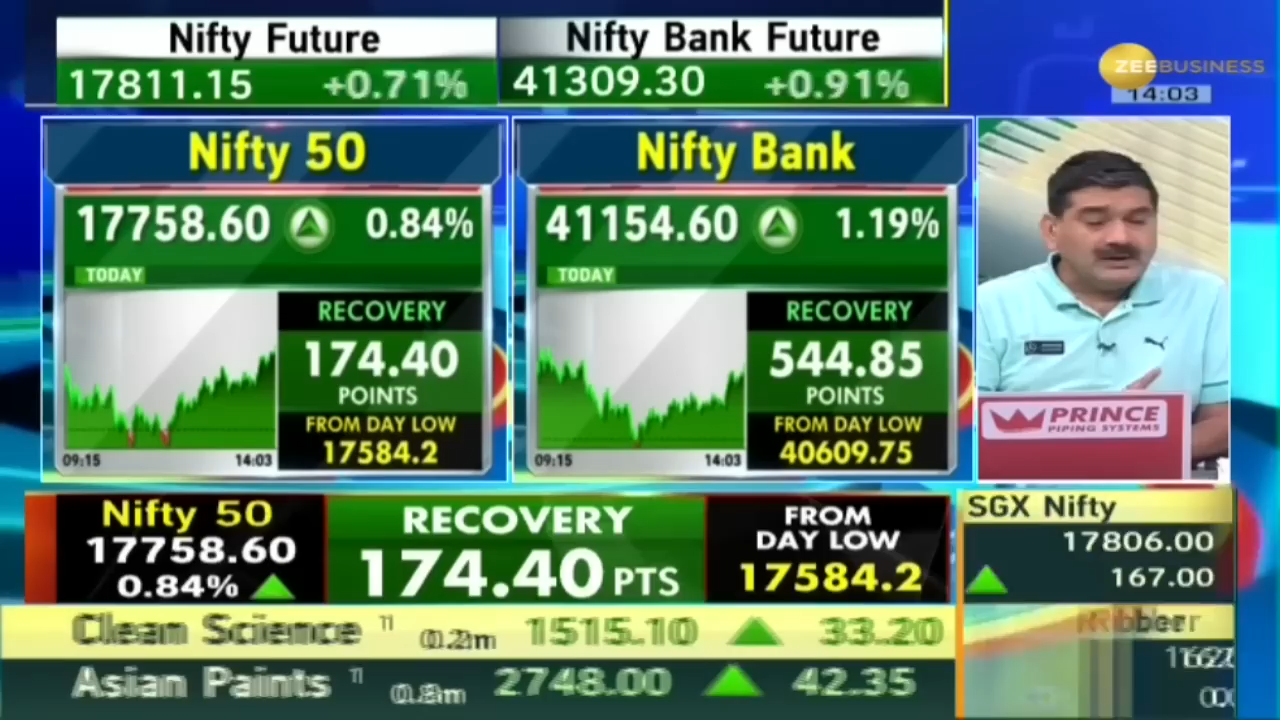 Nifty Future
17811.15 +0.71%
Nifty Bank Future
41309.30 +0.91%
ZEEBUSINESS
14:03
Nifty 50
17758.60 0.84%
TODAY
RECOVERY
174.40
POINTS
FROM DAY LOW
17584.2
09:15 14:03
Nifty Bank
41154.60 1.19%
TODAY
RECOVERY
544.85
POINTS
FROM DAY LOW
40609.75
09:15 14:03
PRINCE
PIPING SYSTEMS
Nifty 50
17758.60
0.84%
RECOVERY
174.40 PTS
FROM
DAY LOW
17584.2
SGX Nifty
17806.00
167.00
Clean Science 1515.10 33.20
Asian Paints 2748.00 42.35